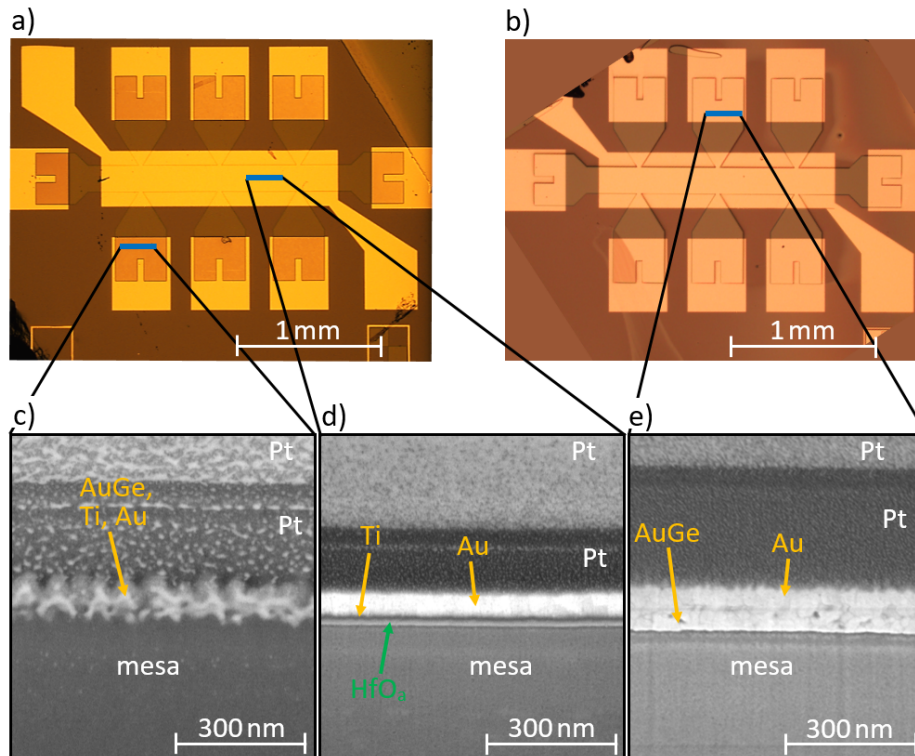 a)
b)
1 mm
1 mm
c)
d)
e)
Pt
Pt
Pt
AuGe,
Ti, Au
Pt
Ti
Au
Pt
AuGe
Au
Pt
mesa
mesa
mesa
HfO
300 nm
300 nm
300 nm